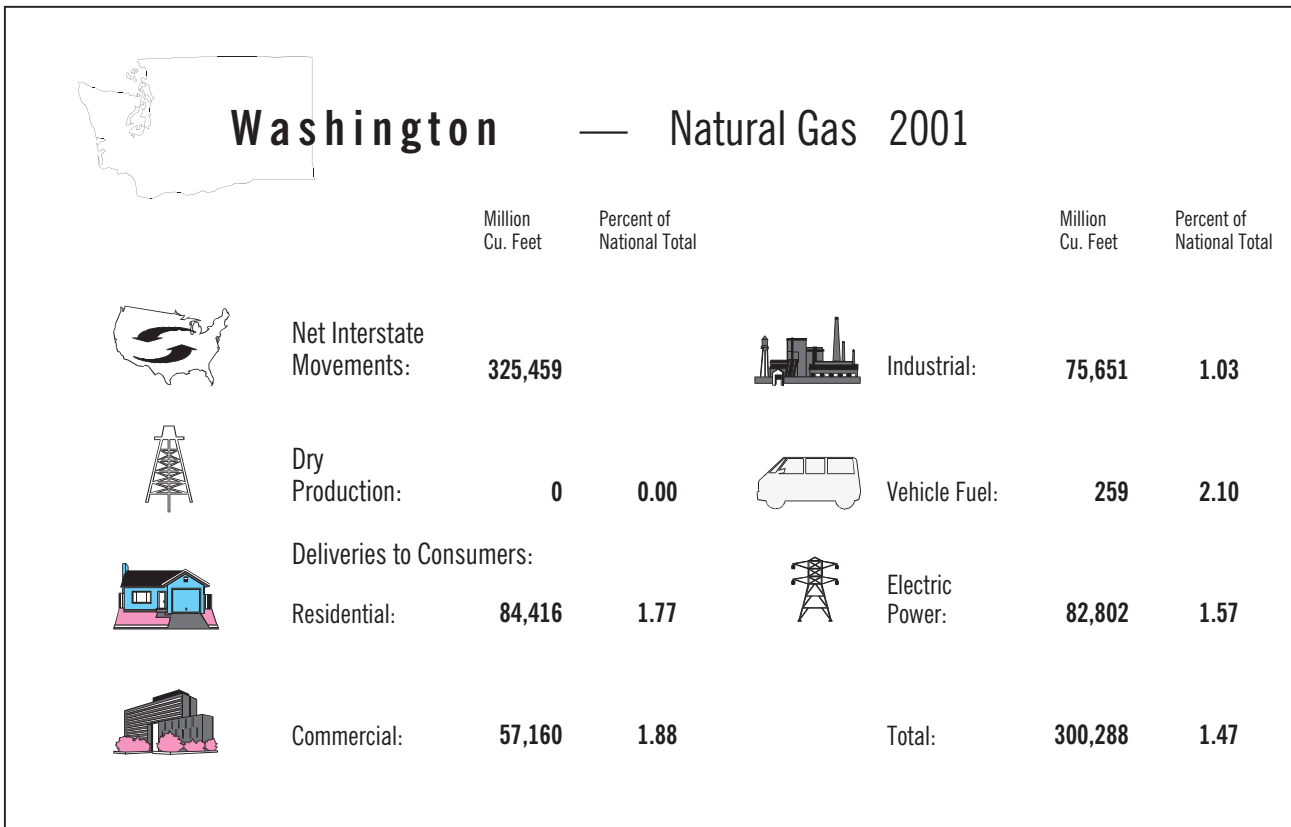 Washington — Natural Gas 2001
Million Cu. Feet
Percent of National Total
Million Cu. Feet
Percent of National Total
Net Interstate
Movements: 325,459
Dry
Production: 0 0.00
Deliveries to Consumers:
Residential: 84,416 1.77
Commercial: 57,160 1.88
Industrial: 75,651 1.03
Vehicle Fuel: 259 2.10
Electric
Power: 82,802 1.57
Total: 300,288 1.47